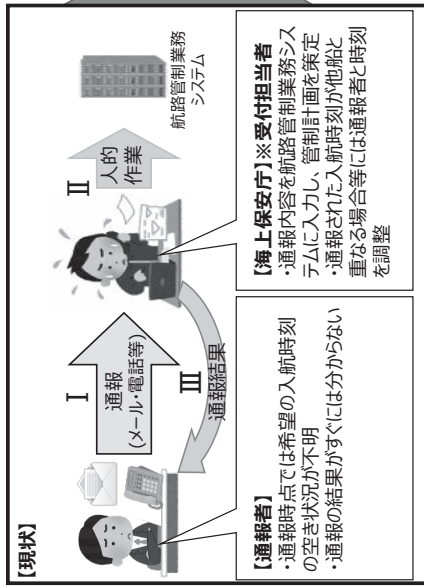 【現状】
Ⅰ
通報
(メール・電話等)
Ⅱ
人的
作業
航路管制業務
システム
Ⅲ
通報結果
【通報者】
・通報時点では希望の入航時刻
の空き状況が不明
・通報の結果がすぐには分からない
【海上保安庁】※受付担当者
・通報内容を航路管制業務シス
テムに入力し、管制計画を策定
・通報された入航時刻が他船と
重なる場合等には通報者と時刻
を調整